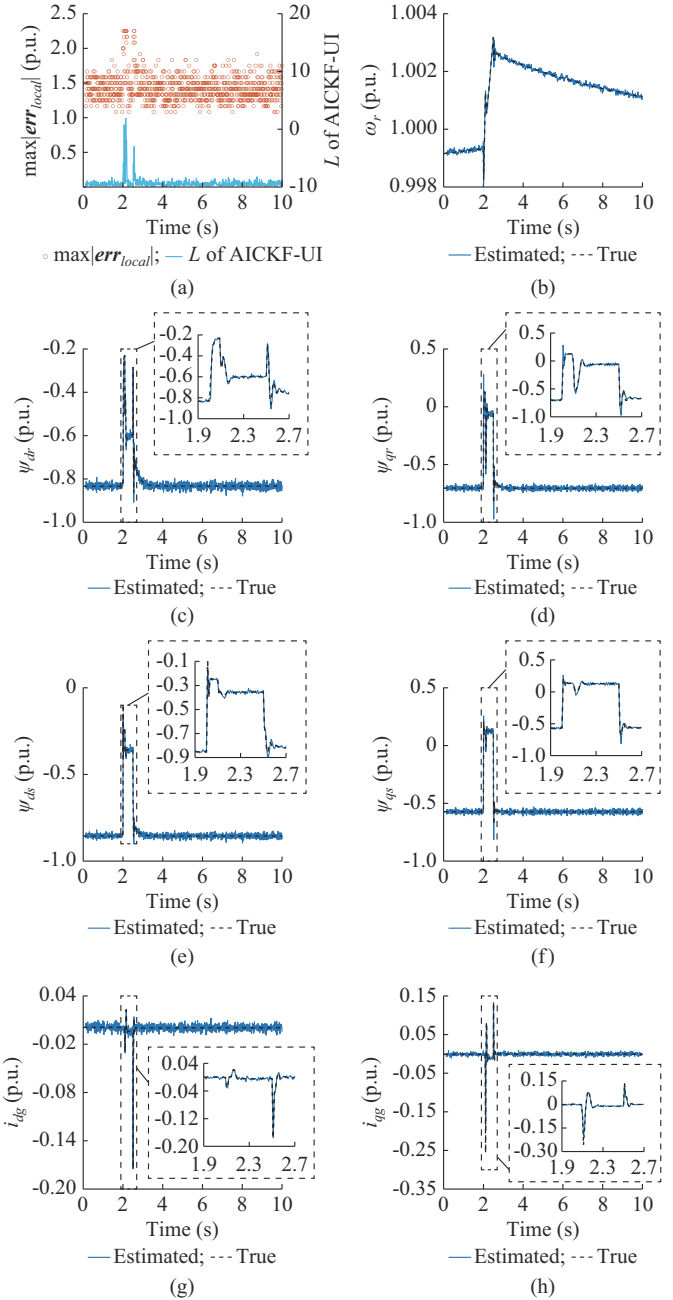 2.5
2.0
1.5
1.0
0.5
20
10
0
-10
0 2 4 6 8 10
max|err_local| (p.u.)
L of AICKF-UI
Time (s)
max|err_local|; L of AICKF-UI
(a)
1.004
1.002
1.000
0.998
0 2 4 6 8 10
ω_r (p.u.)
Time (s)
Estimated; True
(b)
-0.2
-0.4
-0.6
-0.8
-1.0
0 2 4 6 8 10
ψ_dr (p.u.)
-0.2
-0.4
-0.6
-0.8
-1.0
1.9 2.3 2.7
Time (s)
Estimated; True
(c)
0.5
0
-0.5
-1.0
0 2 4 6 8 10
ψ_qr (p.u.)
0.5
0
-0.5
-1.0
1.9 2.3 2.7
Time (s)
Estimated; True
(d)
0
-0.5
-1.0
0 2 4 6 8 10
ψ_ds (p.u.)
-0.1
-0.3
-0.5
-0.7
-0.9
1.9 2.3 2.7
Time (s)
Estimated; True
(e)
0.5
0
-0.5
-1.0
0 2 4 6 8 10
ψ_qs (p.u.)
0.5
0
-0.5
-1.0
1.9 2.3 2.7
Time (s)
Estimated; True
(f)
0.04
-0.02
-0.08
-0.14
-0.20
0 2 4 6 8 10
i_dg (p.u.)
0.04
-0.04
-0.12
-0.20
1.9 2.3 2.7
Time (s)
Estimated; True
(g)
0.15
0.05
-0.05
-0.15
-0.25
-0.35
0 2 4 6 8 10
i_qg (p.u.)
0.15
0
-0.15
-0.30
1.9 2.3 2.7
Time (s)
Estimated; True
(h)